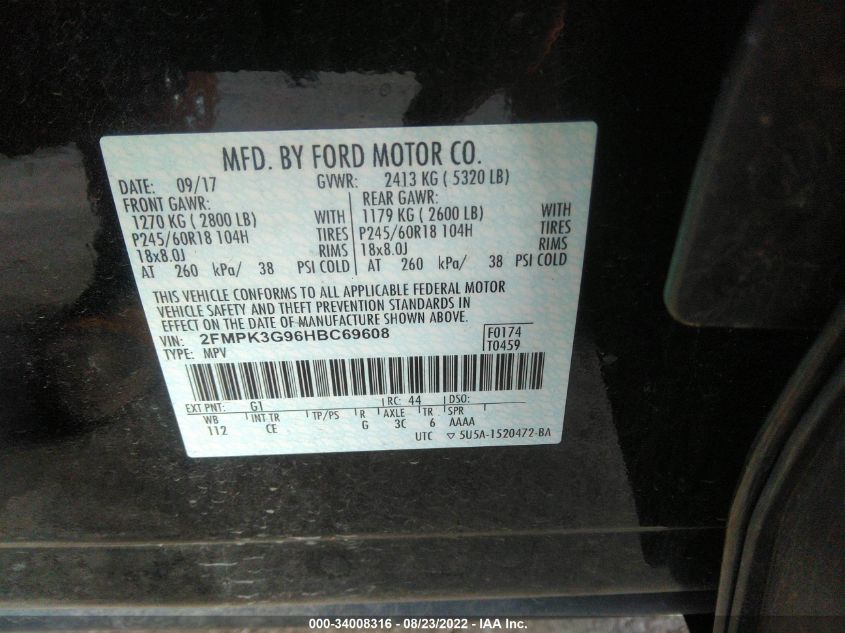 MFD. BY FORD MOTOR CO.
DATE: 09/17 GVWR: 2413 KG ( 5320 LB)
FRONT GAWR: REAR GAWR:
1270 KG ( 2800 LB) WITH 1179 KG ( 2600 LB) WITH
P245/60R18 104H TIRES P245/60R18 104H TIRES
18x8.0J RIMS 18x8.0J RIMS
AT 260 kPa/ 38 PSI COLD AT 260 kPa/ 38 PSI COLD
THIS VEHICLE CONFORMS TO ALL APPLICABLE FEDERAL MOTOR
VEHICLE SAFETY AND THEFT PREVENTION STANDARDS IN
EFFECT ON THE DATE OF MANUFACTURE SHOWN ABOVE.
VIN: 2FMPK3G96HBC69608 F0174
TYPE: MPV T0459
EXT PNT: G1 RC: 44 DSO:
WB INT TR TP/PS R AXLE TR SPR
112 CE G 3C 6 AAAA
UTC ▽ 5U5A-1520472-BA
000-34008316 - 08/23/2022 - IAA Inc.